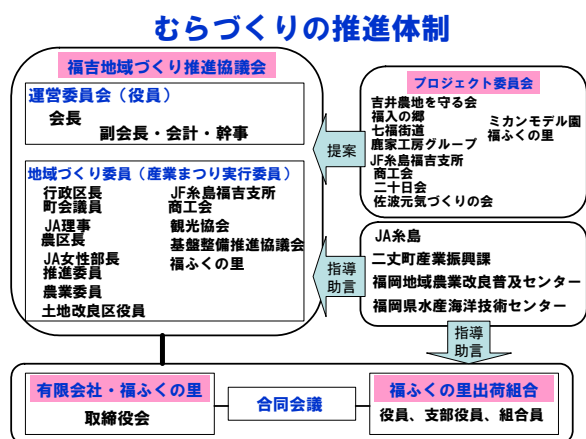 むらづくりの推進体制
福吉地域づくり推進協議会
運営委員会（役員）
会長
副会長・会計・幹事
地域づくり委員（産業まつり実行委員）
行政区長
町会議員
JA理事
農区長
JA女性部長
推進委員
農業委員
土地改良区役員
JF糸島福吉支所
商工会
観光協会
基盤整備推進協議会
福ふくの里
提案
プロジェクト委員会
吉井農地を守る会
福入の郷
七福街道
鹿家工房グループ
JF糸島福吉支所
商工会
二十日会
佐波元気づくりの会
ミカンモデル園
福ふくの里
指導
助言
JA糸島
二丈町産業振興課
福岡地域農業改良普及センター
福岡県水産海洋技術センター
指導
助言
有限会社・福ふくの里
取締役会
合同会議
福ふくの里出荷組合
役員、支部役員、組合員